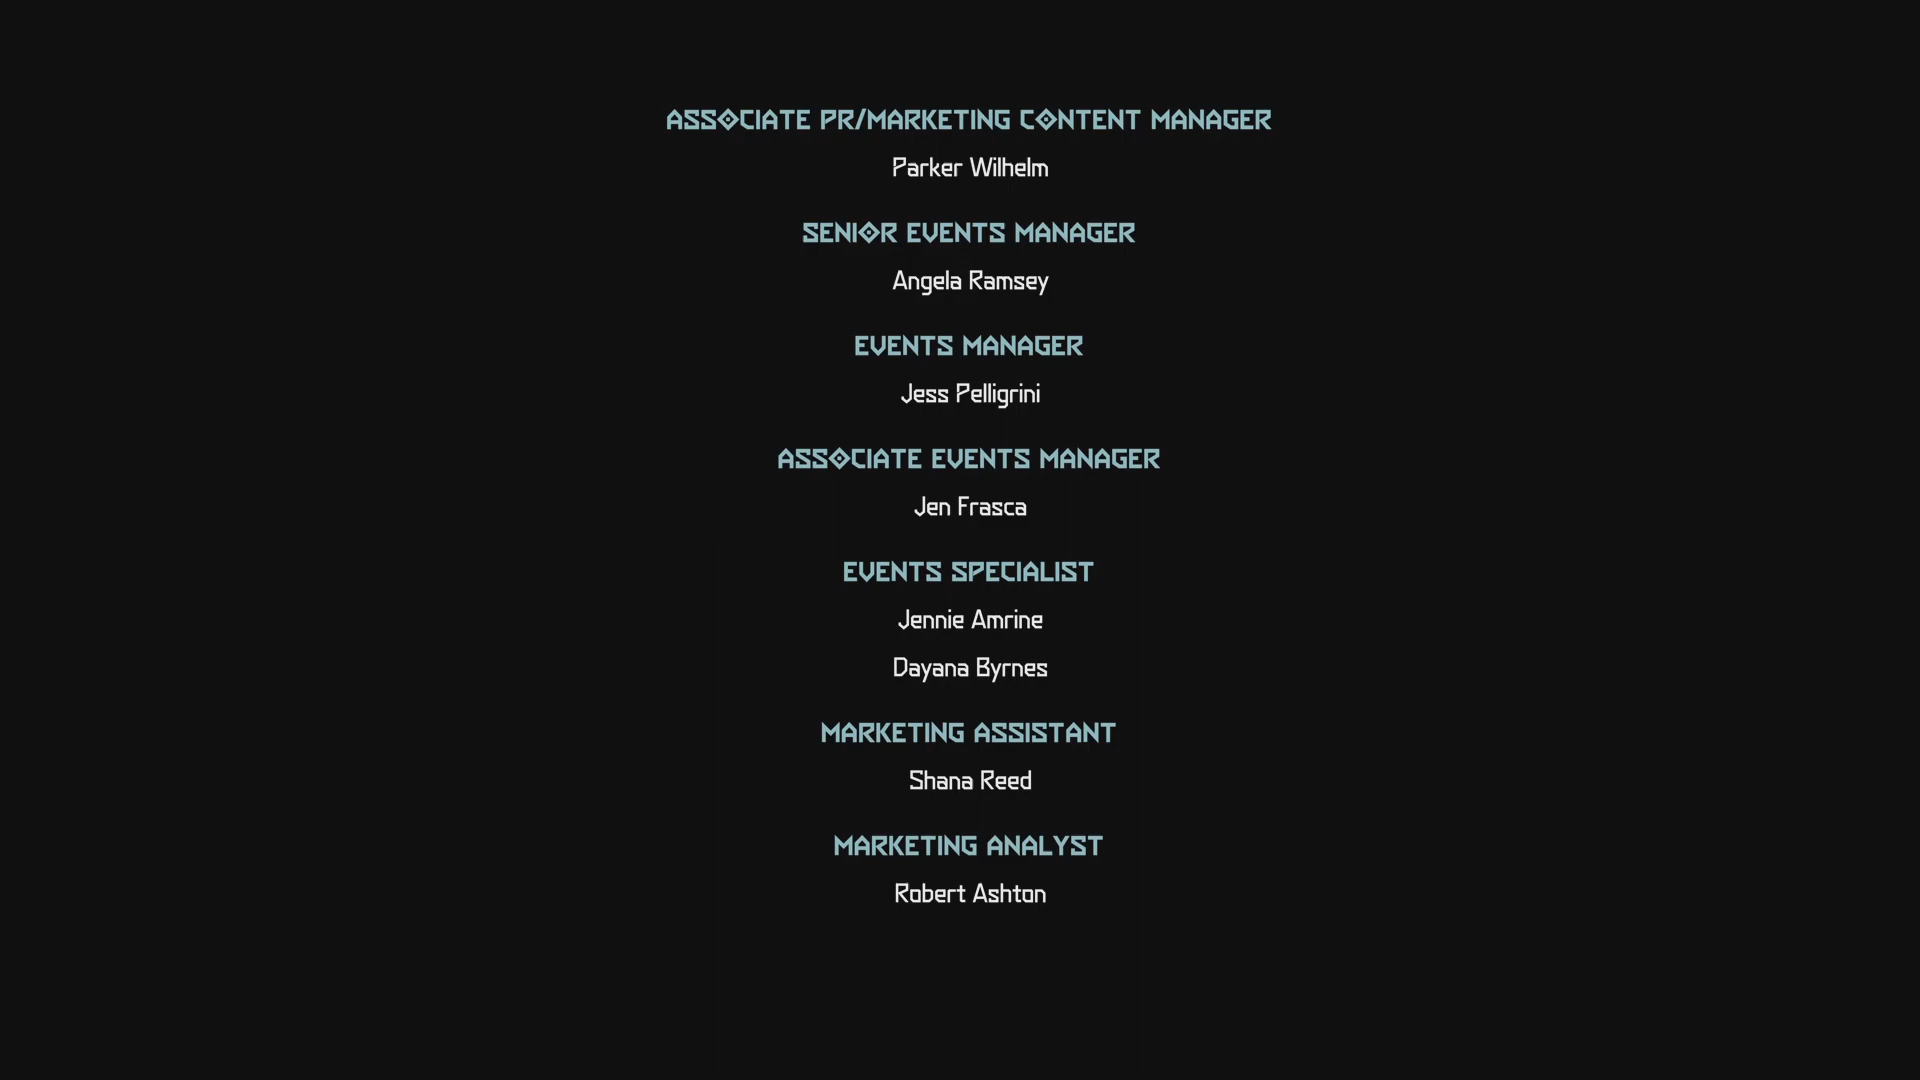 ASSOCIATE PR/MARKETING CONTENT MANAGER
Parker Wilhelm
SENIOR EVENTS MANAGER
Angela Ramsey
EVENTS MANAGER
Jess Pelligrini
ASSOCIATE EVENTS MANAGER
Jen Frasca
EVENTS SPECIALIST
Jennie Amrine
Dayana Byrnes
MARKETING ASSISTANT
Shana Reed
MARKETING ANALYST
Robert Ashton